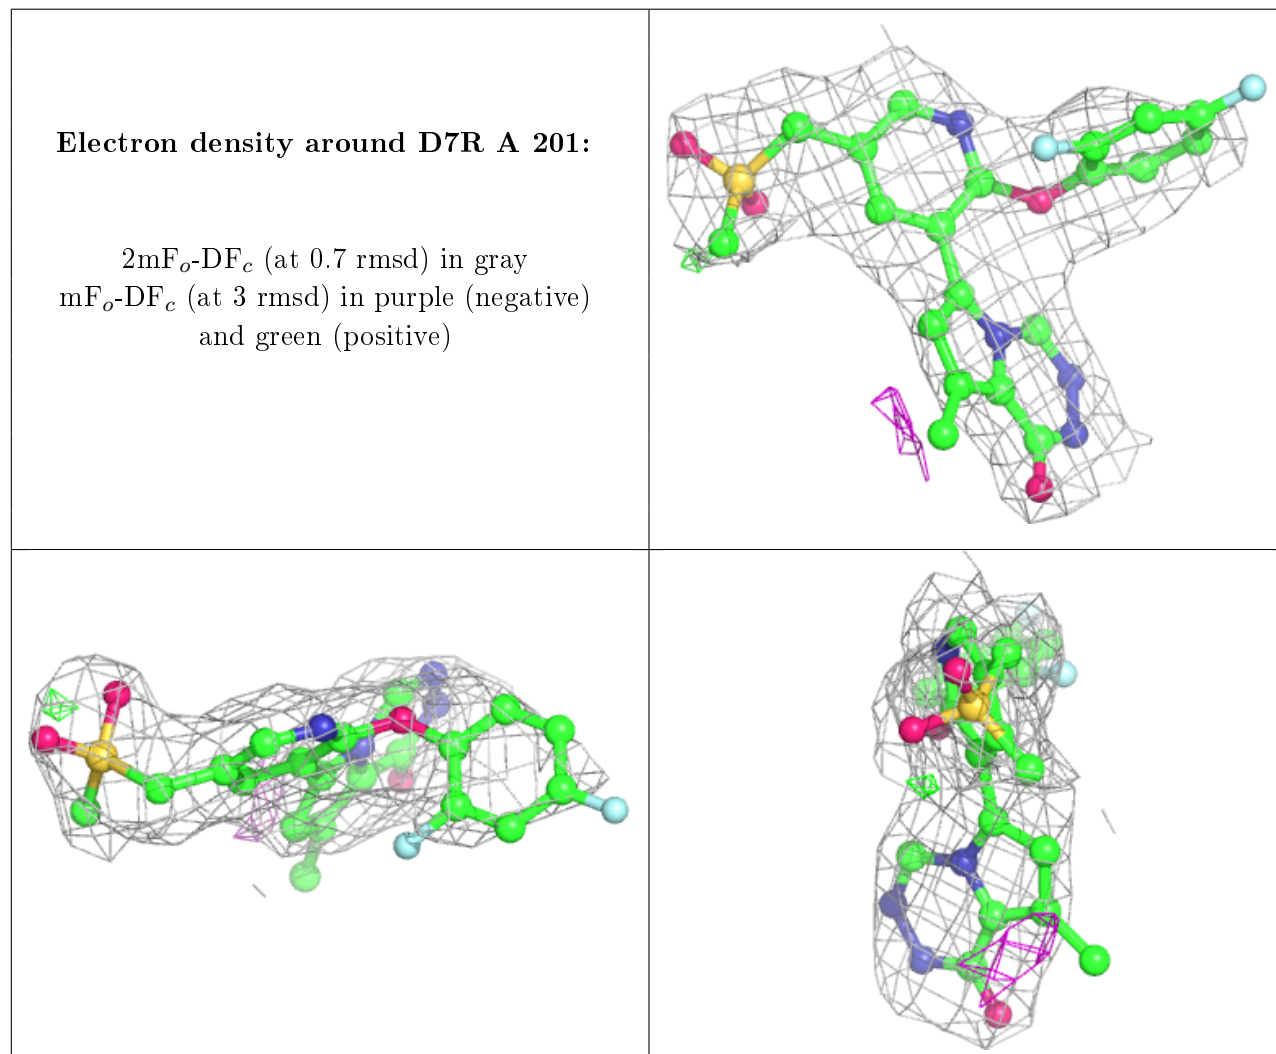 Electron density around D7R A 201:
2mFₒ-DF𝒸 (at 0.7 rmsd) in gray
mFₒ-DF𝒸 (at 3 rmsd) in purple (negative)
and green (positive)